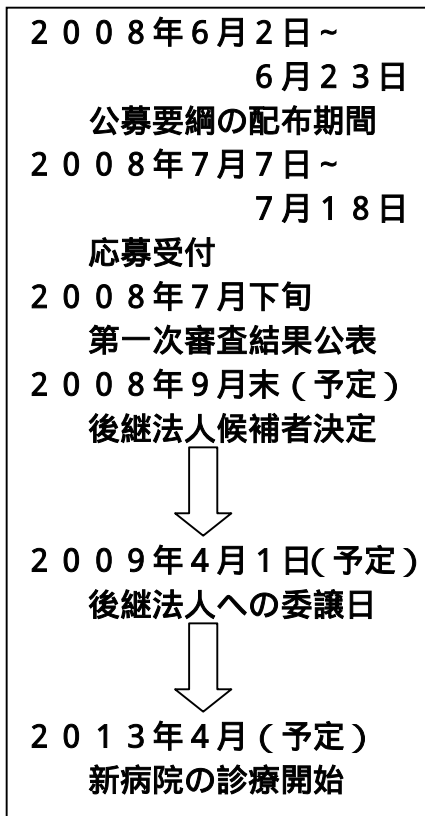 ２００８年６月２日~
６月２３日
公募要綱の配布期間
２００８年７月７日~
７月１８日
応募受付
２００８年７月下旬
第一次審査結果公表
２００８年９月末（予定）
後継法人候補者決定
２００９年４月１日（予定）
後継法人への委譲日
２０１３年４月（予定）
新病院の診療開始